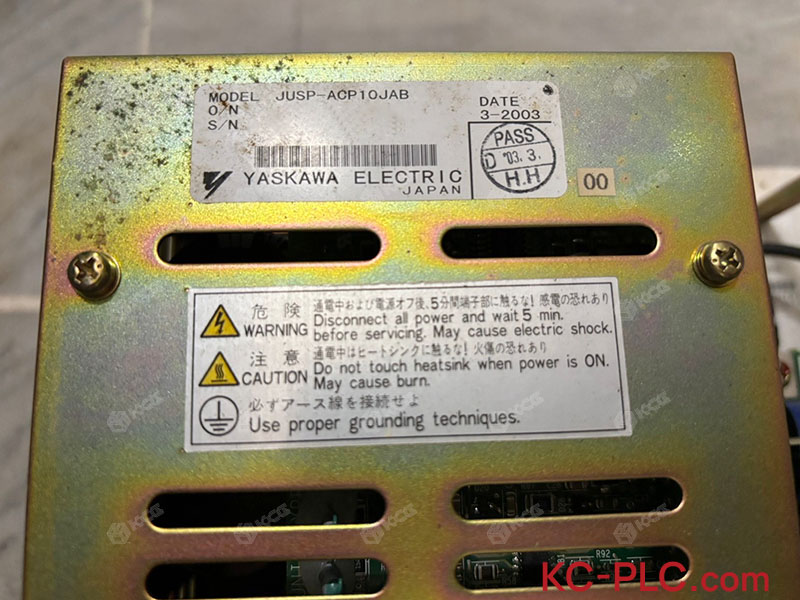 MODEL JUSP-ACP10JAB
O/N
S/N
DATE
3-2003
PASS
D '03.3.
H.H
YASKAWA ELECTRIC
JAPAN
00
危険 通電中および電源オフ後、5分間端子部に触るな! 感電の恐れあり
WARNING Disconnect all power and wait 5 min.
before servicing. May cause electric shock.
注意 通電中はヒートシンクに触るな! 火傷の恐れあり
CAUTION Do not touch heatsink when power is ON.
May cause burn.
必ずアース線を接続せよ
Use proper grounding techniques.
R92
KC-PLC.com